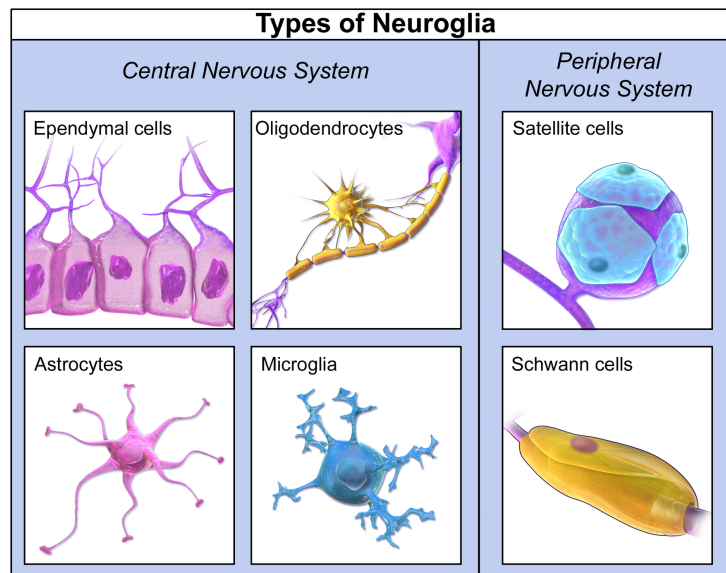 Types of Neuroglia
Central Nervous System
Peripheral
Nervous System
Ependymal cells
Oligodendrocytes
Satellite cells
Astrocytes
Microglia
Schwann cells